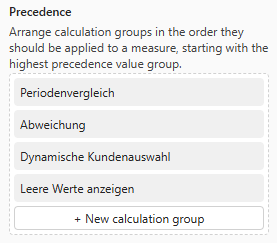 Precedence
Arrange calculation groups in the order they
should be applied to a measure, starting with the
highest precedence value group.
Periodenvergleich
Abweichung
Dynamische Kundenauswahl
Leere Werte anzeigen
+ New calculation group